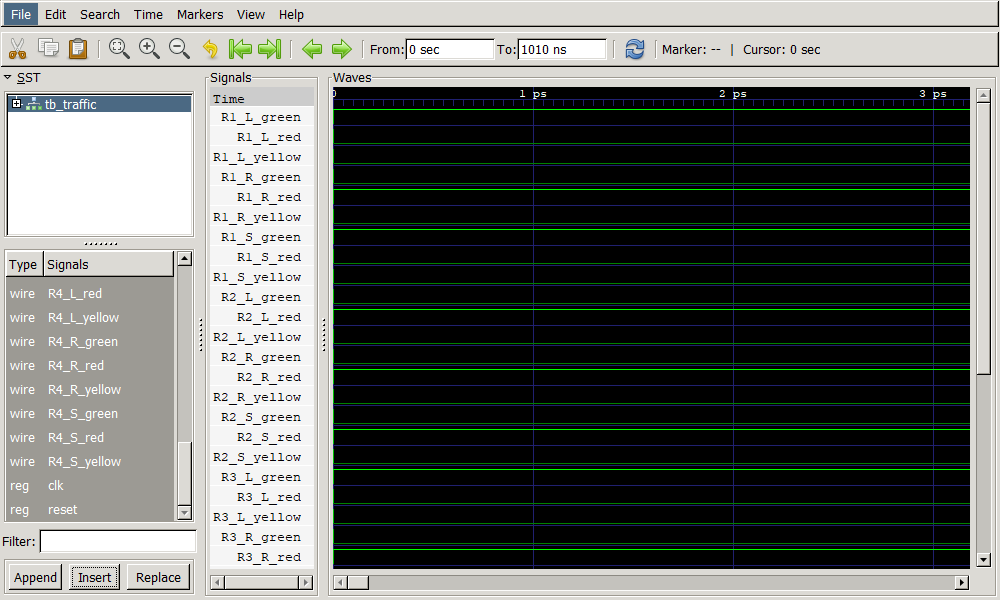 File Edit Search Time Markers View Help
From: 0 sec To: 1010 ns Marker: -- | Cursor: 0 sec
SST
tb_traffic
Type Signals
wire R4_L_red
wire R4_L_yellow
wire R4_R_green
wire R4_R_red
wire R4_R_yellow
wire R4_S_green
wire R4_S_red
wire R4_S_yellow
reg clk
reg reset
Filter:
Append Insert Replace
Signals
Time
R1_L_green
R1_L_red
R1_L_yellow
R1_R_green
R1_R_red
R1_R_yellow
R1_S_green
R1_S_red
R1_S_yellow
R2_L_green
R2_L_red
R2_L_yellow
R2_R_green
R2_R_red
R2_R_yellow
R2_S_green
R2_S_red
R2_S_yellow
R3_L_green
R3_L_red
R3_L_yellow
R3_R_green
R3_R_red
Waves
0 1 ps 2 ps 3 ps